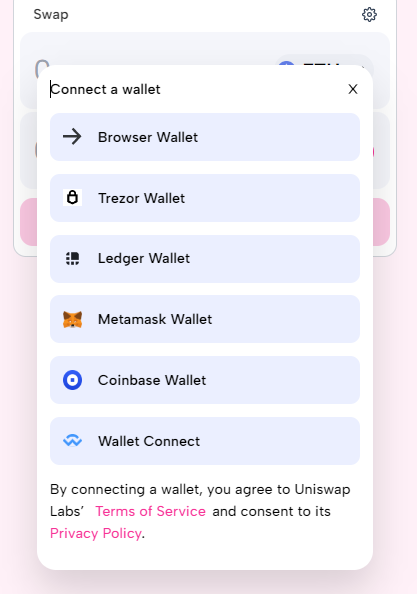 Swap
Connect a wallet
X
Browser Wallet
Trezor Wallet
Ledger Wallet
Metamask Wallet
Coinbase Wallet
Wallet Connect
By connecting a wallet, you agree to Uniswap
Labs’ Terms of Service and consent to its
Privacy Policy.